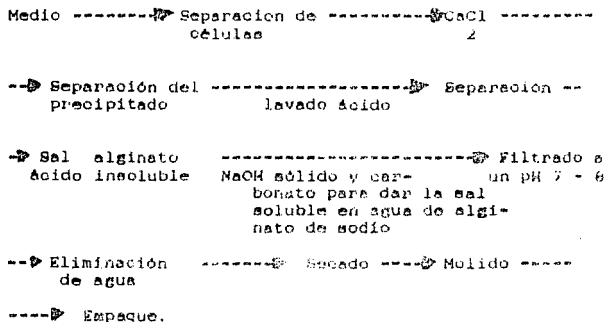 Medio --------> Separacion de ----------> CaCl ---------
células 2
--> Separación del ------------------> Separación --
precipitado lavado ácido
-> Sal alginato ------------------------> Filtrado a
ácido insoluble NaOH sólido y car- un pH 7 - 8
bonato para dar la sal
soluble en agua de algi-
nato de sodio
--> Eliminación --------> Secado ----> Molido -----
de agua
----> Empaque.